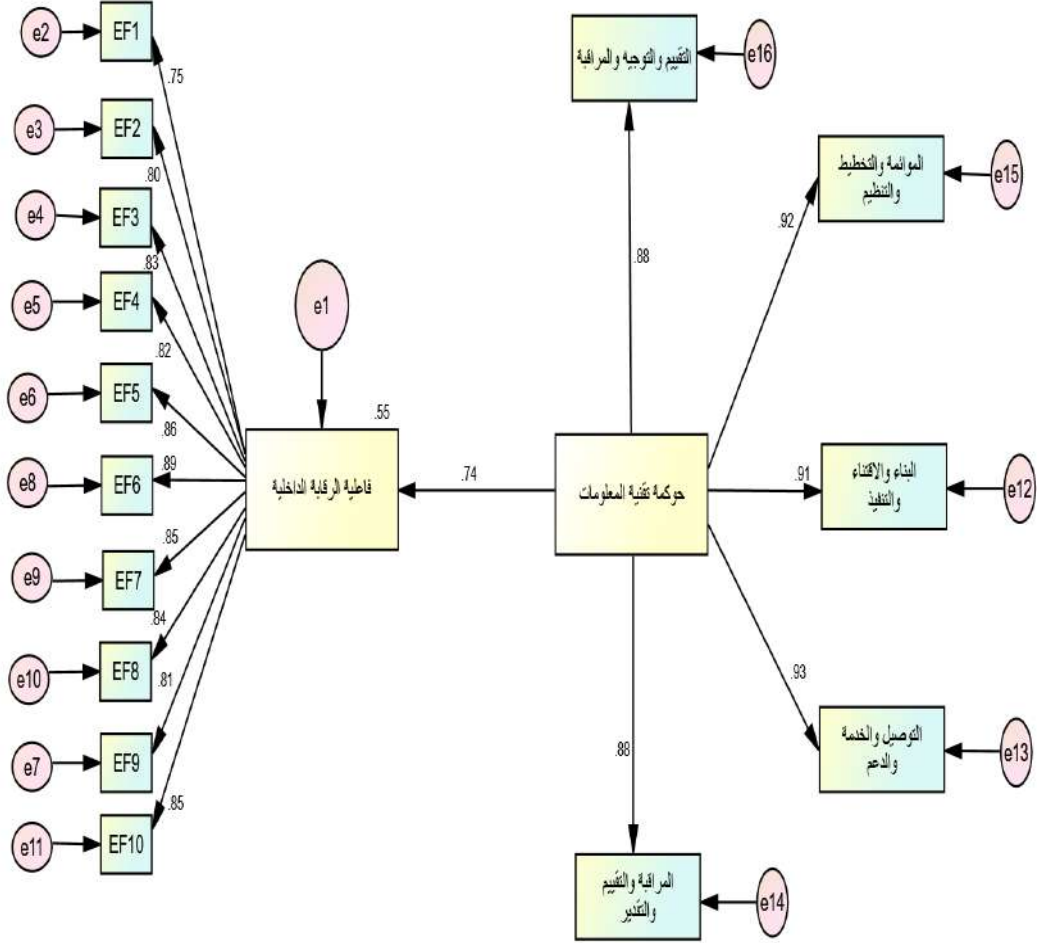 e2
EF1
.75
e3
EF2
.80
e4
EF3
.83
e5
EF4
.82
e6
EF5
.86
e8
EF6
.89
e9
EF7
.85
e10
EF8
.84
e7
EF9
.81
e11
EF10
.85
e1
.55
فاعلية الرقابة الداخلية
.74
حوكمة تقنية المعلومات
.88
التقييم والتوجيه والمراقبة
e16
.92
الموائمة والتخطيط
والتنظيم
e15
.91
البناء والاقتناء
والتنفيذ
e12
.93
التوصيل والخدمة
والدعم
e13
.88
المراقبة والتقييم
والتقدير
e14